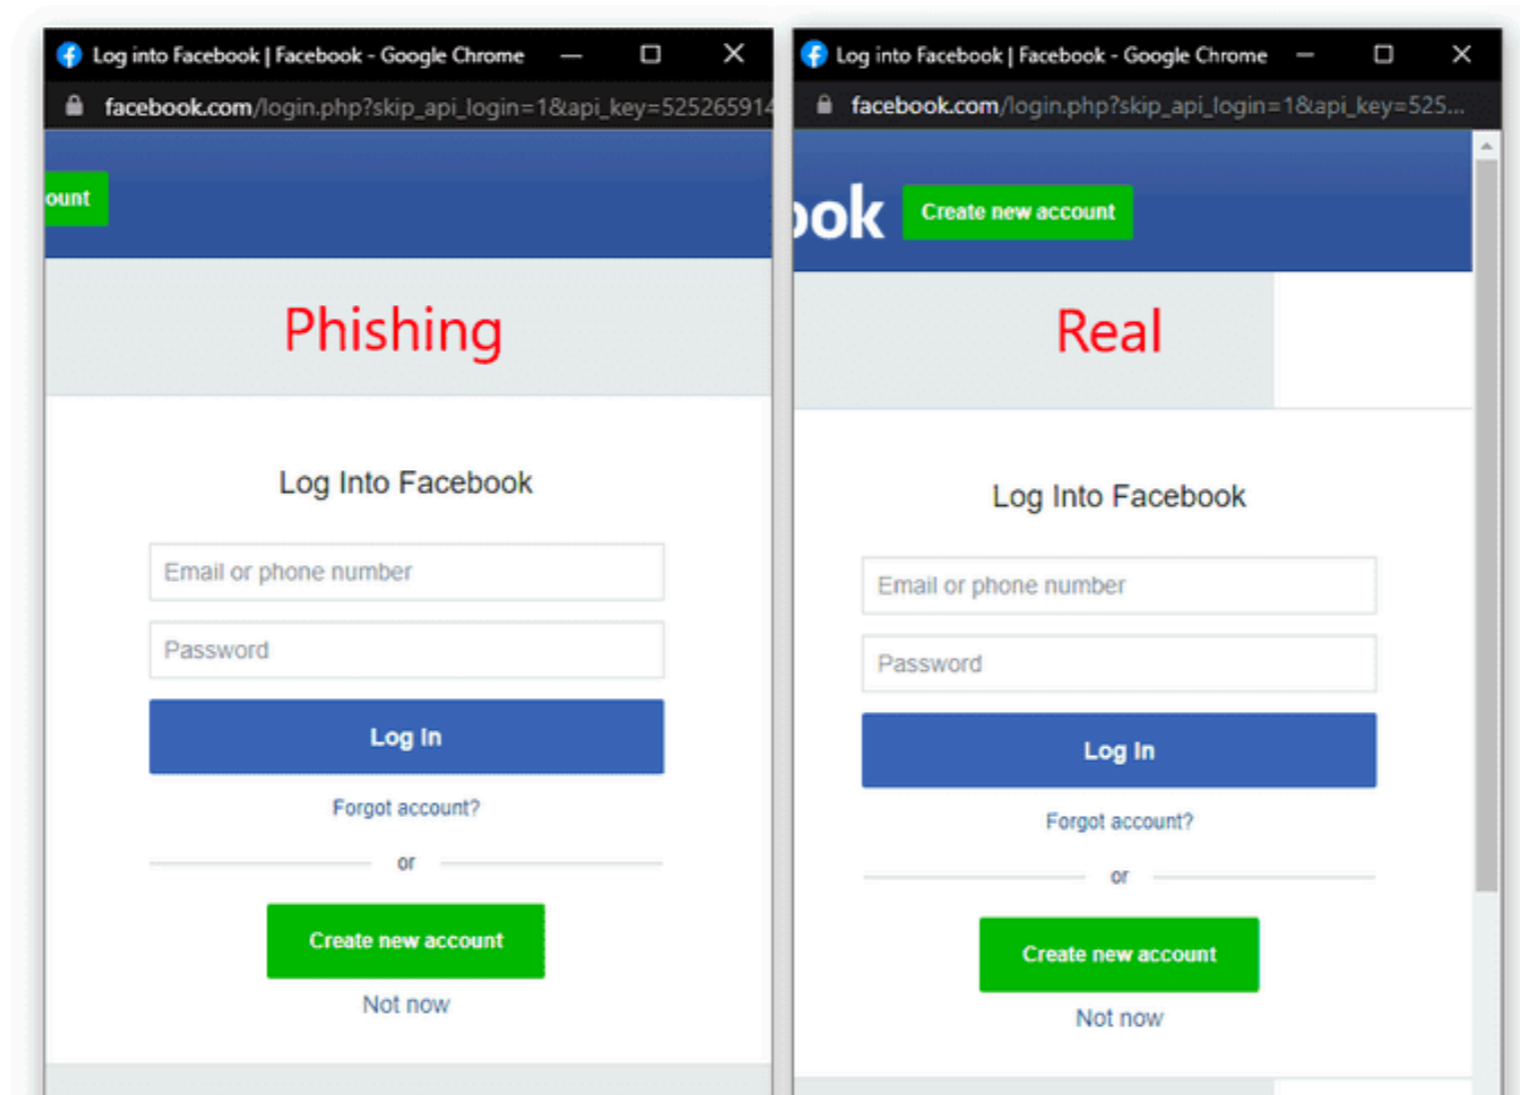 Log into Facebook | Facebook - Google Chrome
facebook.com/login.php?skip_api_login=1&api_key=525265914
ount
Phishing
Log Into Facebook
Email or phone number
Password
Log In
Forgot account?
or
Create new account
Not now
Log into Facebook | Facebook - Google Chrome
facebook.com/login.php?skip_api_login=1&api_key=525...
ook
Create new account
Real
Log Into Facebook
Email or phone number
Password
Log In
Forgot account?
or
Create new account
Not now